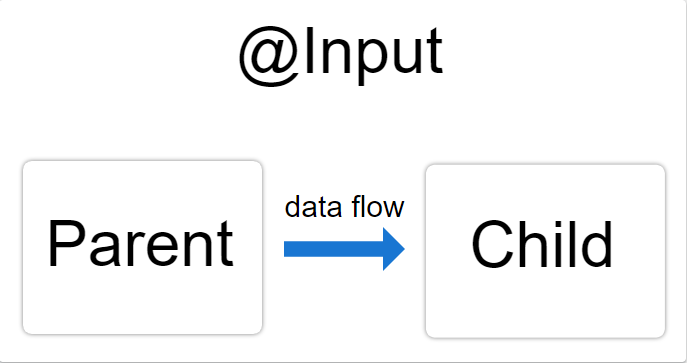 @Input
data flow
Parent
Child